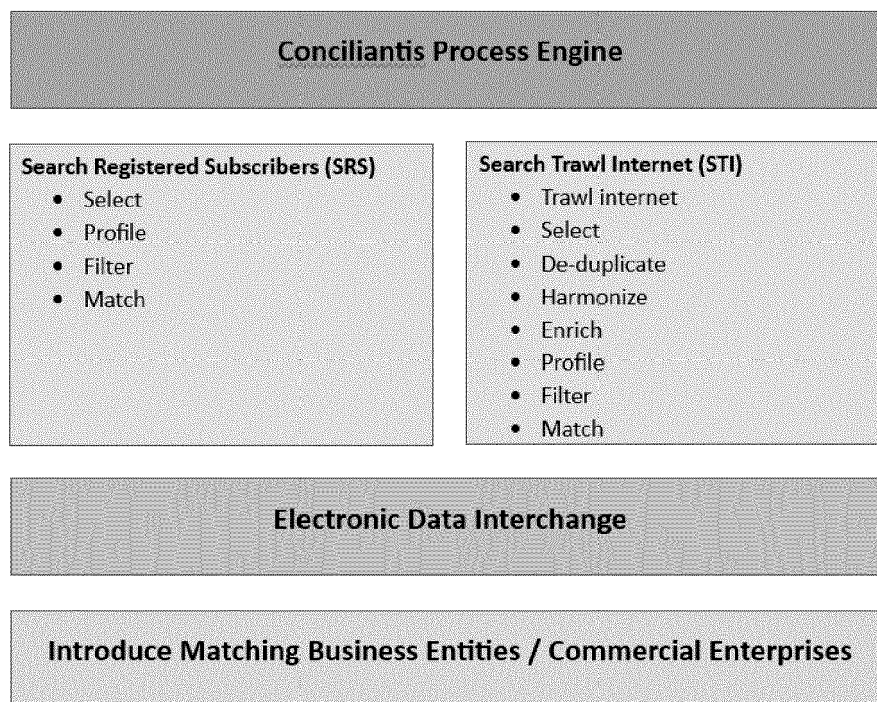 Conciliantis Process Engine
Search Registered Subscribers (SRS)
• Select
• Profile
• Filter
• Match
Search Trawl Internet (STI)
• Trawl internet
• Select
• De-duplicate
• Harmonize
• Enrich
• Profile
• Filter
• Match
Electronic Data Interchange
Introduce Matching Business Entities / Commercial Enterprises